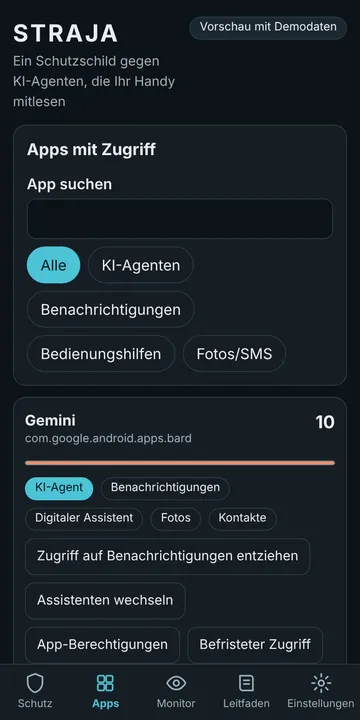 STRAJA
Vorschau mit Demodaten
Ein Schutzschild gegen
KI-Agenten, die Ihr Handy
mitlesen
Apps mit Zugriff
App suchen
Alle
KI-Agenten
Benachrichtigungen
Bedienungshilfen
Fotos/SMS
Gemini
10
com.google.android.apps.bard
KI-Agent
Benachrichtigungen
Digitaler Assistent
Fotos
Kontakte
Zugriff auf Benachrichtigungen entziehen
Assistenten wechseln
App-Berechtigungen
Befristeter Zugriff
Schutz
Apps
Monitor
Leitfaden
Einstellungen